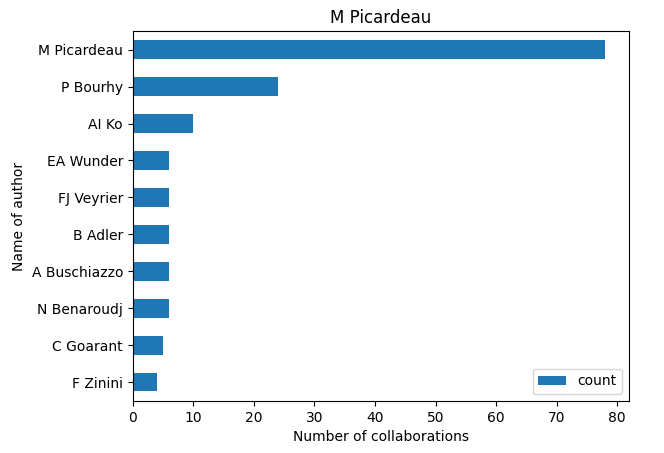 M Picardeau
M Picardeau
P Bourhy
AI Ko
EA Wunder
FJ Veyrier
B Adler
A Buschiazzo
N Benaroudj
C Goarant
F Zinini
Name of author
count
0 10 20 30 40 50 60 70 80
Number of collaborations